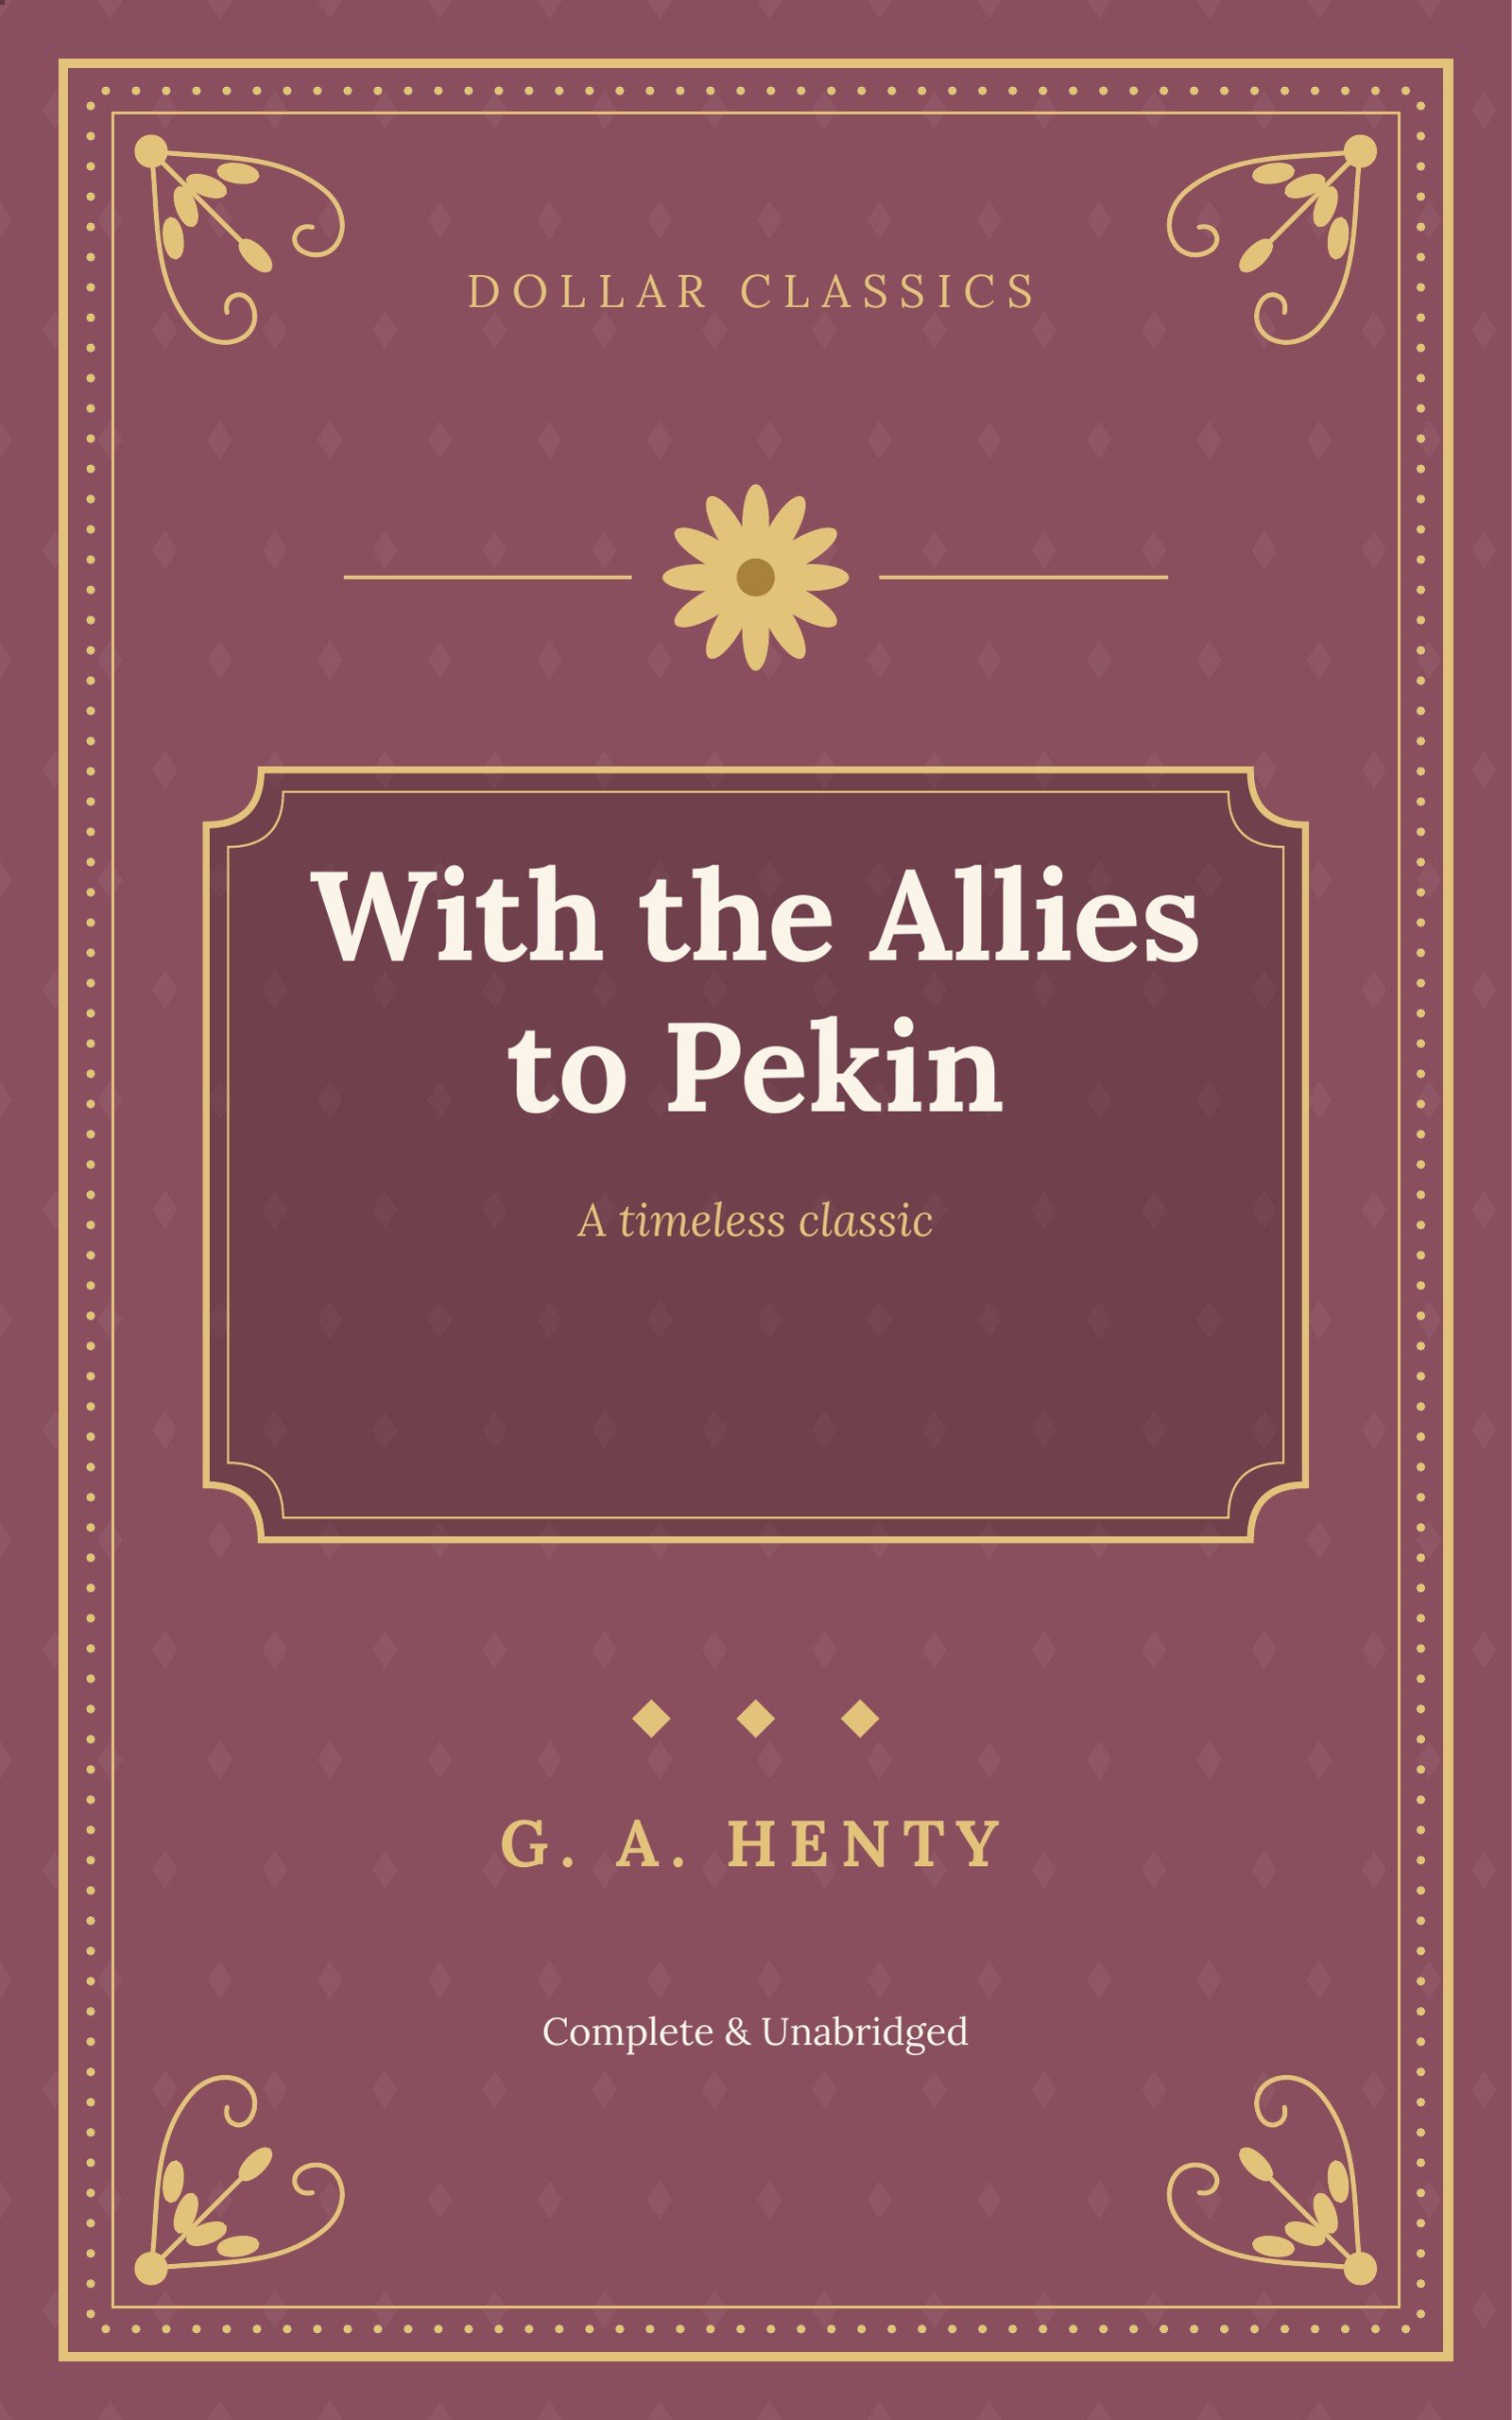 DOLLAR CLASSICS
With the Allies
to Pekin
A timeless classic
G. A. HENTY
Complete & Unabridged